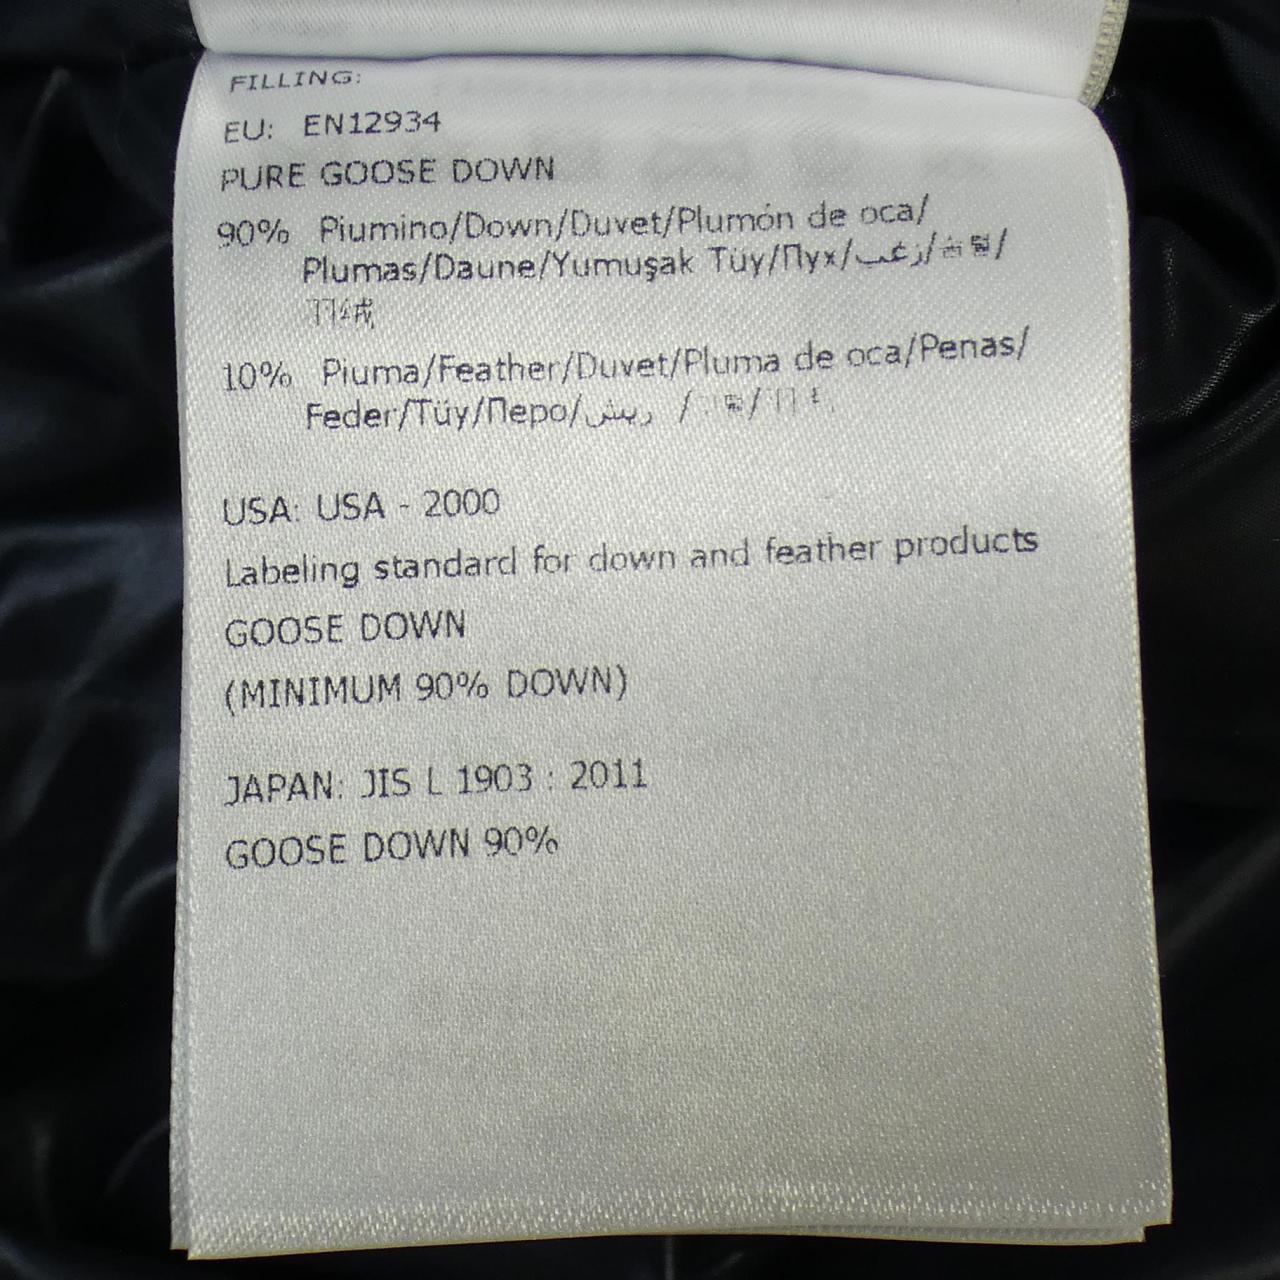 FILLING:
EU: EN12934
PURE GOOSE DOWN
90% Piumino/Down/Duvet/Plumón de oca/
Plumas/Daune/Yumuşak Tüy/Пух/زغب/솜털/
羽绒
10% Piuma/Feather/Duvet/Pluma de oca/Penas/
Feder/Tüy/Перо/ريش /
USA: USA - 2000
Labeling standard for down and feather products
GOOSE DOWN
(MINIMUM 90% DOWN)
JAPAN: JIS L 1903 : 2011
GOOSE DOWN 90%